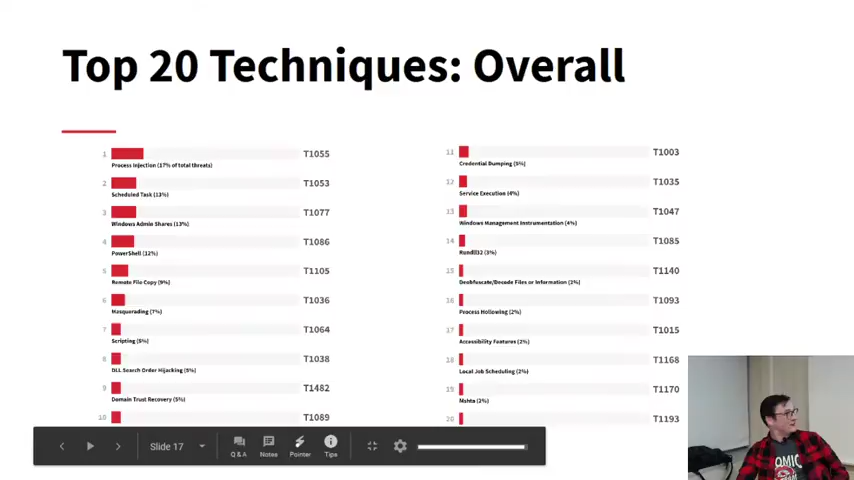 Top 20 Techniques: Overall
1 T1055
Process Injection (17% of total threats)
2 T1053
Scheduled Task (13%)
3 T1077
Windows Admin Shares (13%)
4 T1086
PowerShell (12%)
5 T1105
Remote File Copy (9%)
6 T1036
Masquerading (7%)
7 T1064
Scripting (5%)
8 T1038
DLL Search Order Hijacking (5%)
9 T1482
Domain Trust Recovery (5%)
10 T1089
11 T1003
Credential Dumping (5%)
12 T1035
Service Execution (4%)
13 T1047
Windows Management Instrumentation (4%)
14 T1085
Rundll32 (3%)
15 T1140
Deobfuscate/Decode Files or Information (2%)
16 T1093
Process Hollowing (2%)
17 T1015
Accessibility Features (2%)
18 T1168
Local Job Scheduling (2%)
19 T1170
Mshta (2%)
20 T1193
Slide 17
Q & A
Notes
Pointer
Tips